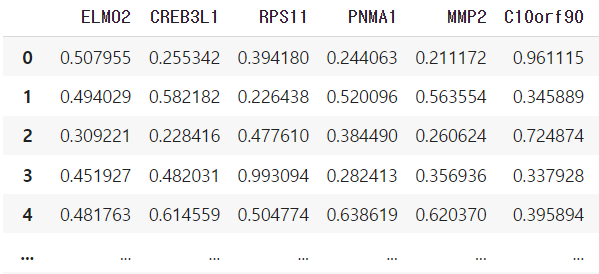 ELMO2 CREB3L1 RPS11 PNMA1 MMP2 C10orf90
0 0.507955 0.255342 0.394180 0.244063 0.211172 0.961115
1 0.494029 0.582182 0.226438 0.520096 0.563554 0.345889
2 0.309221 0.228416 0.477610 0.384490 0.260624 0.724874
3 0.451927 0.482031 0.993094 0.282413 0.356936 0.337928
4 0.481763 0.614559 0.504774 0.638619 0.620370 0.395894
... ... ... ... ... ... ...